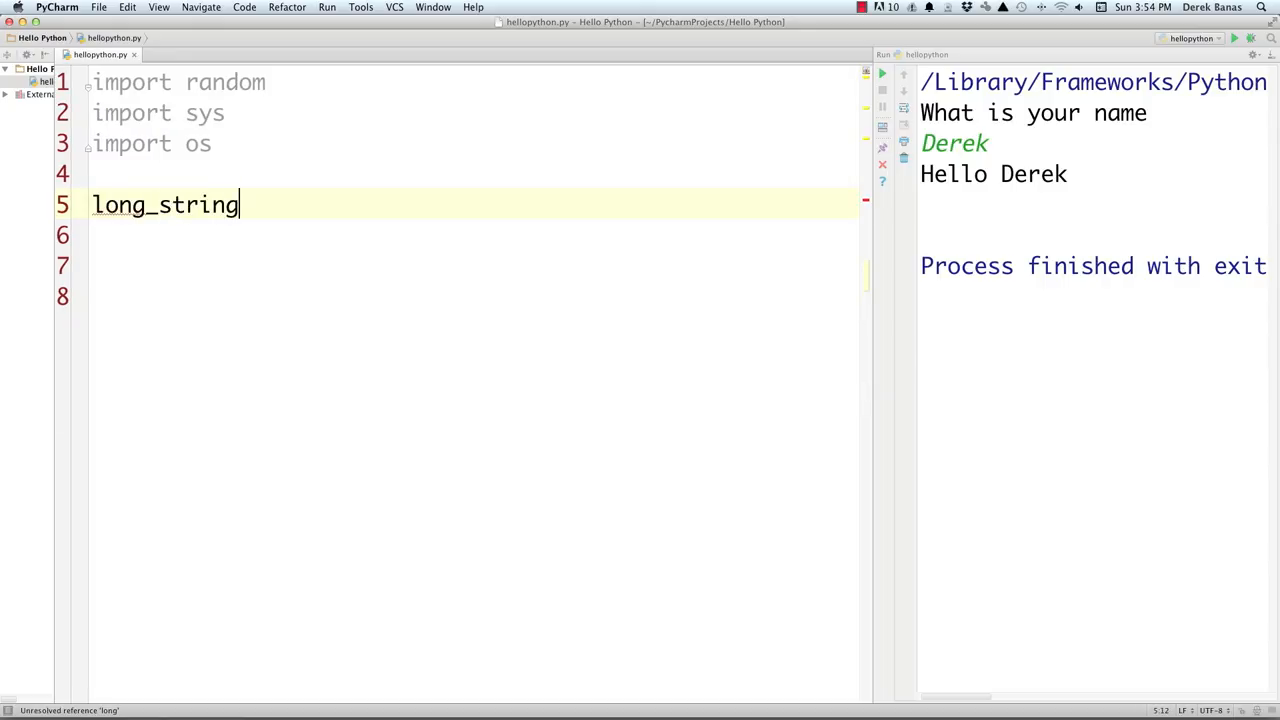 PyCharm File Edit View Navigate Code Refactor Run Tools VCS Window Help 10 Sun 3:54 PM Derek Banas
hellopython.py – Hello Python – [~/PycharmProjects/Hello Python]
Hello Python hellopython.py hellopython
hellopython.py Run hellopython
Hello P
hell
Externa
1 import random
2 import sys
3 import os
4
5 long_string
6
7
8
/Library/Frameworks/Python
What is your name
Derek
Hello Derek
Process finished with exit
Unresolved reference 'long' 5:12 LF UTF-8